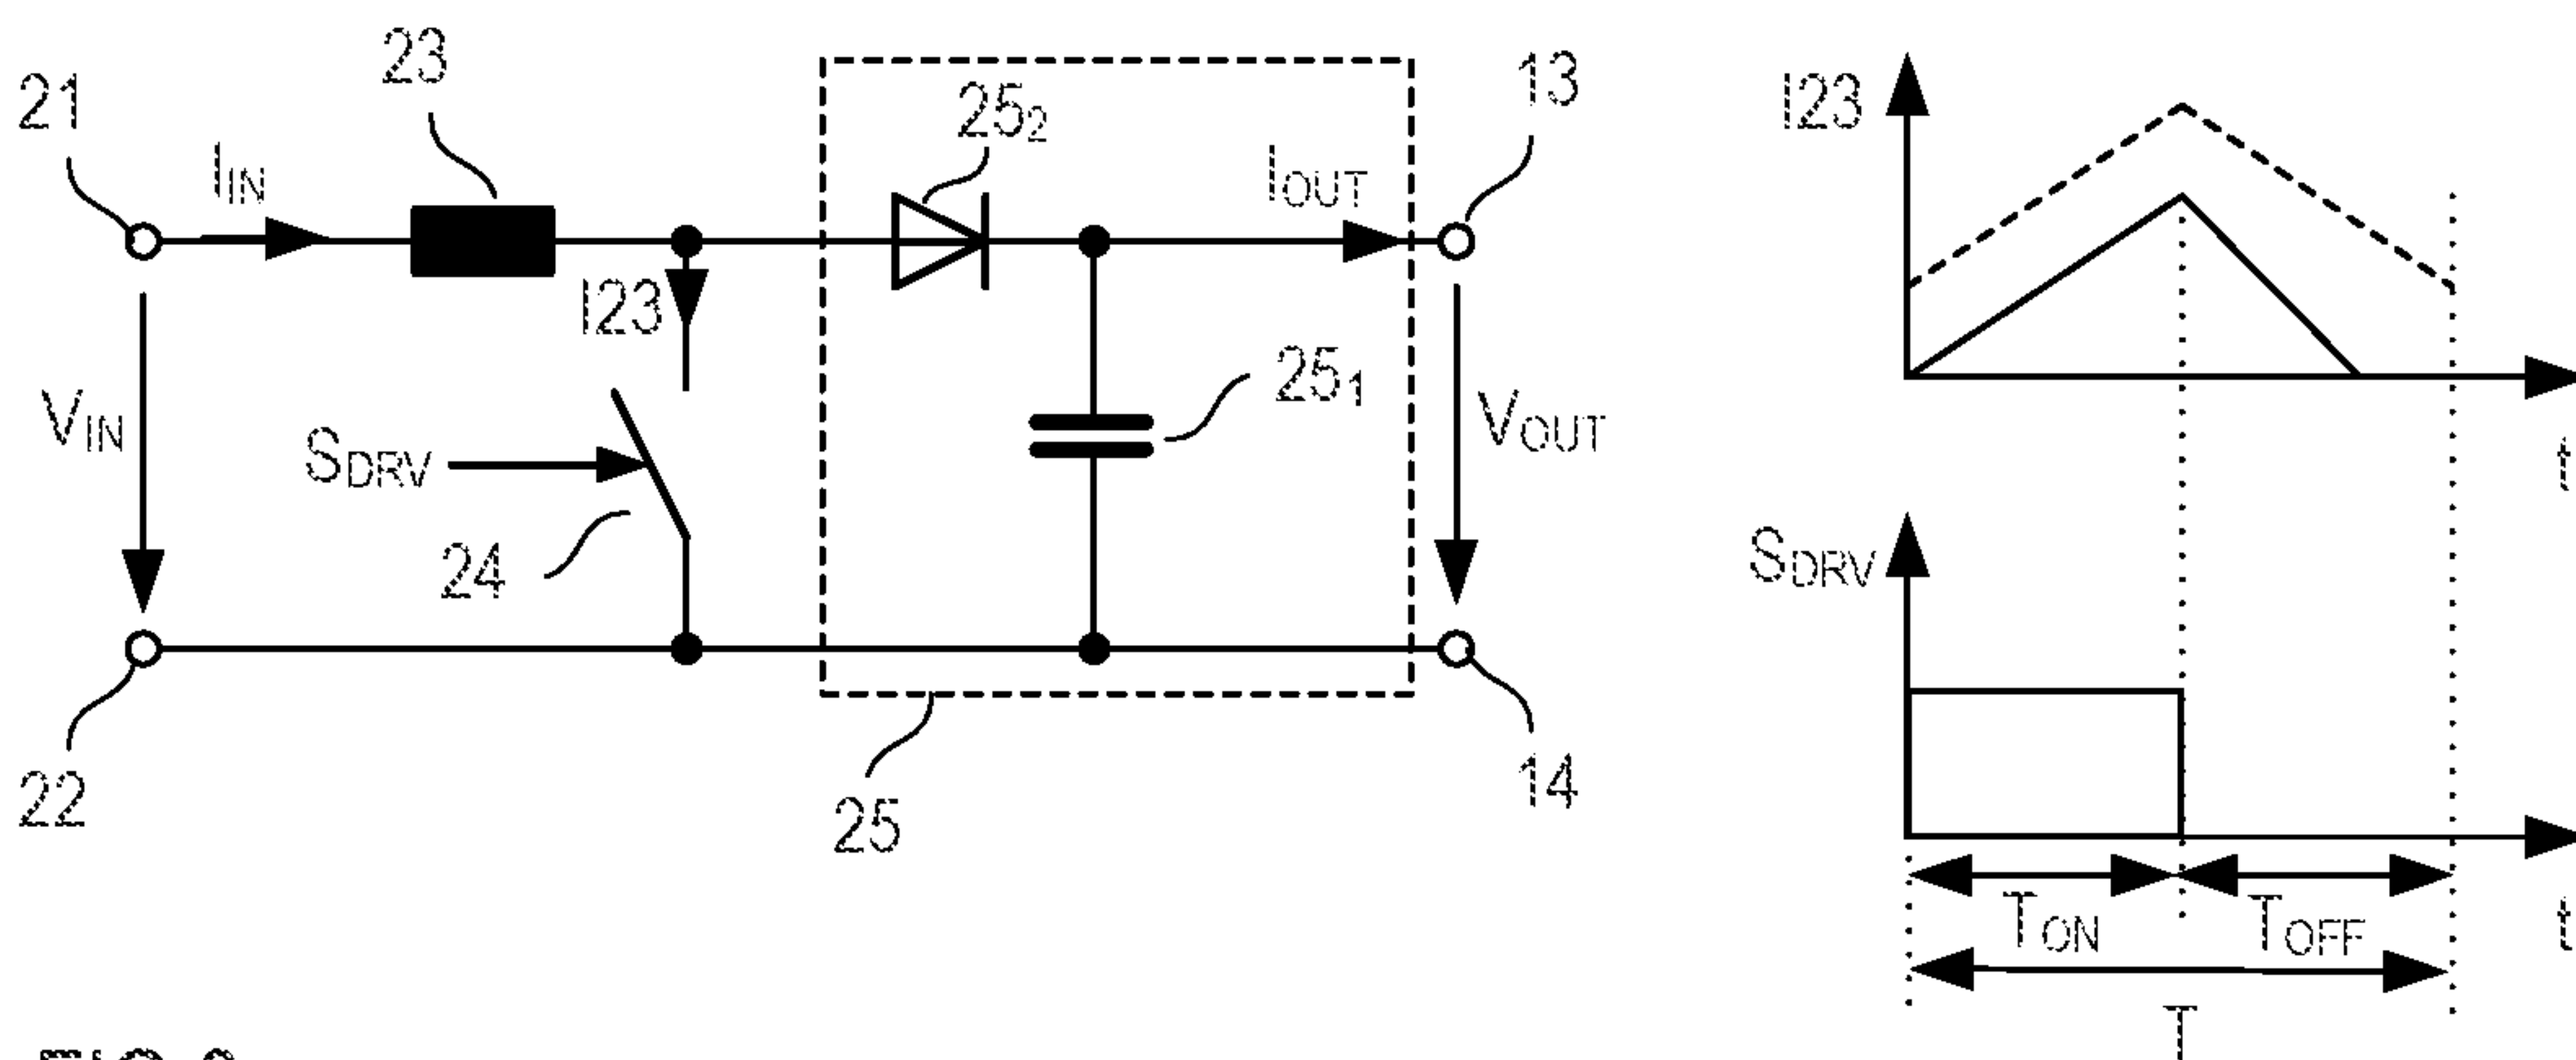 21
23
25₂
13
I_IN
I_OUT
V_IN
I23
S_DRV
24
25₁
V_OUT
22
25
14
I23
t
S_DRV
T_ON
T_OFF
t
T